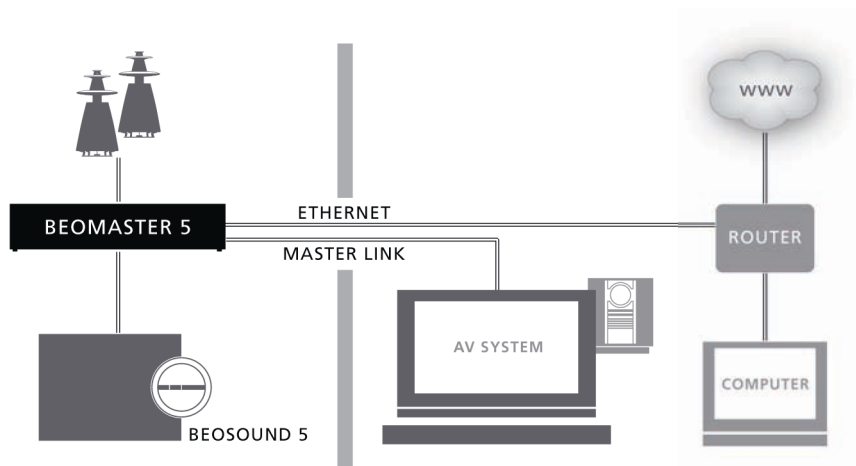 WWW
ETHERNET
BEOMASTER 5
ROUTER
MASTER LINK
AV SYSTEM
COMPUTER
BEOSOUND 5